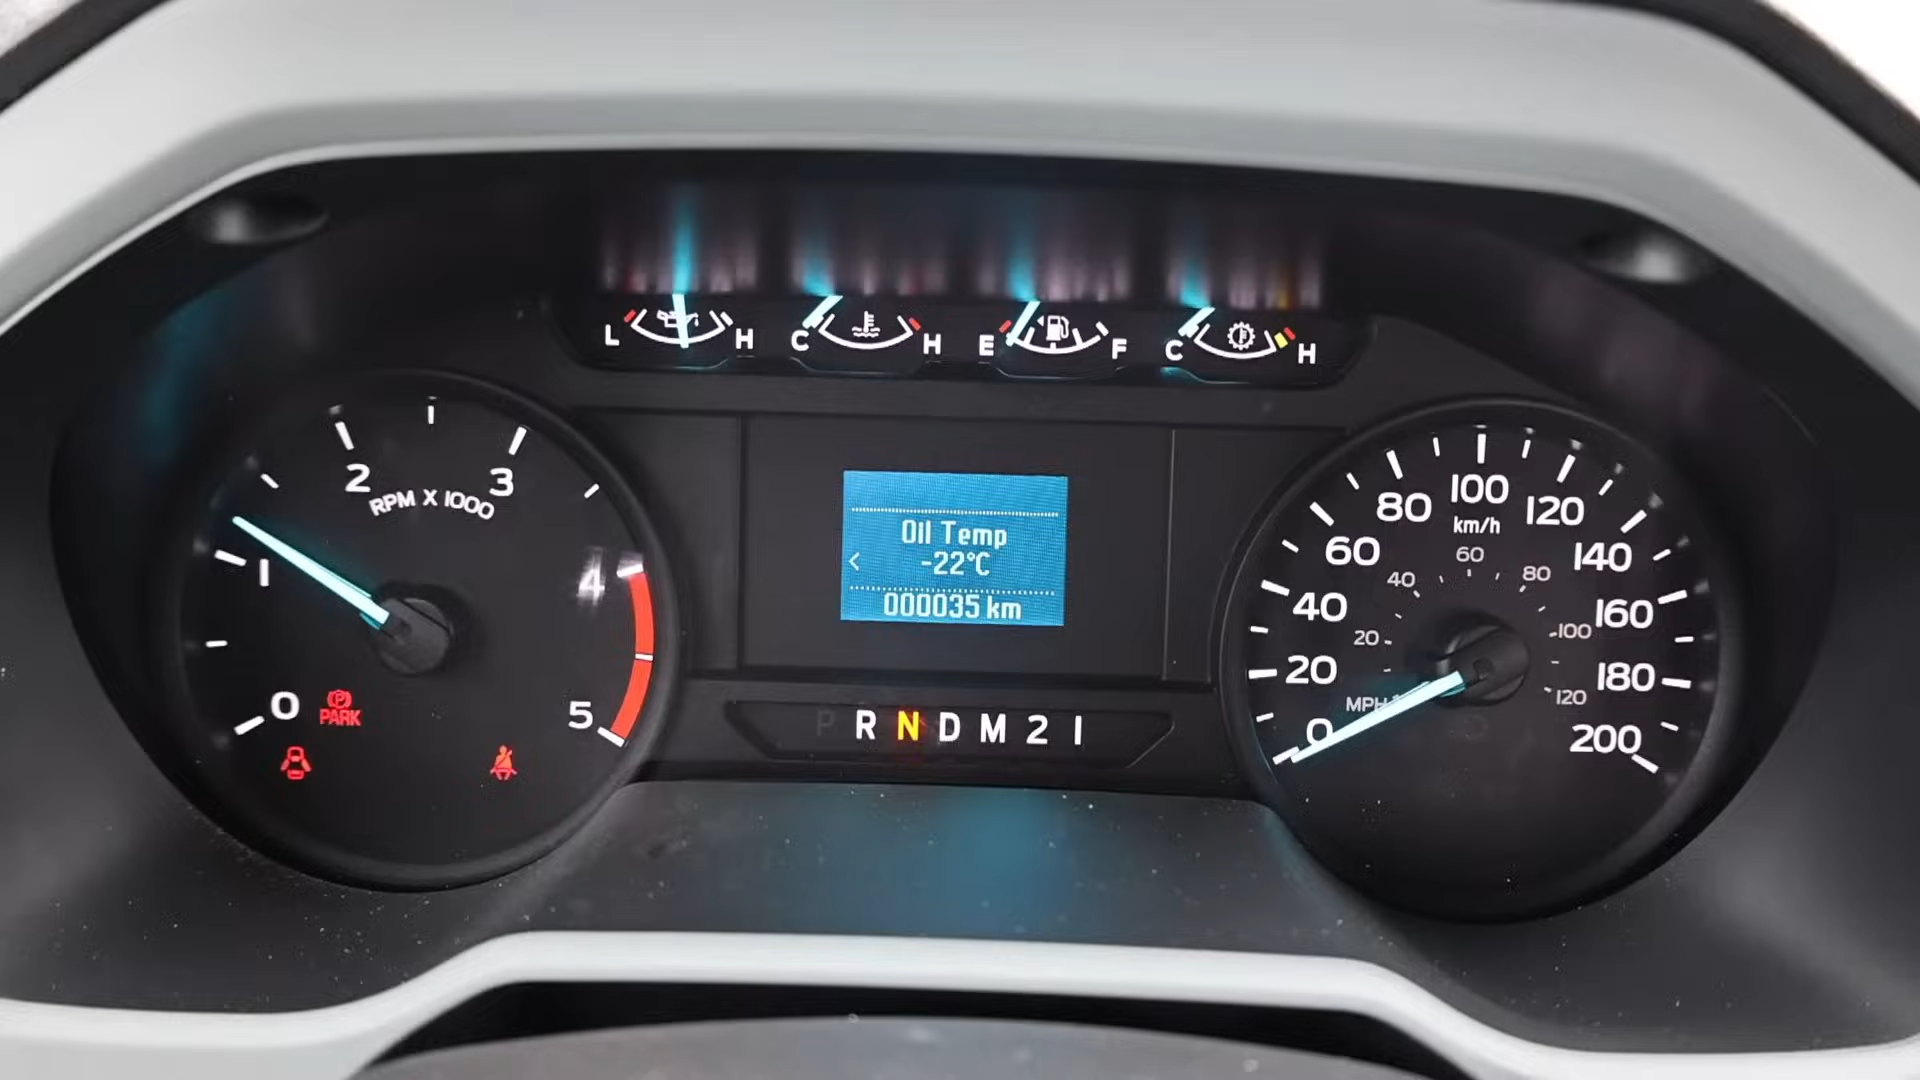 L H C H E F C H
2 3
RPM X 1000
1 4
0 5
PARK
Oil Temp
< -22°C
000035 km
P R N D M 2 1
0 20 40 60 80 100 120 140 160 180 200
km/h
20 40 60 80 100 120
MPH